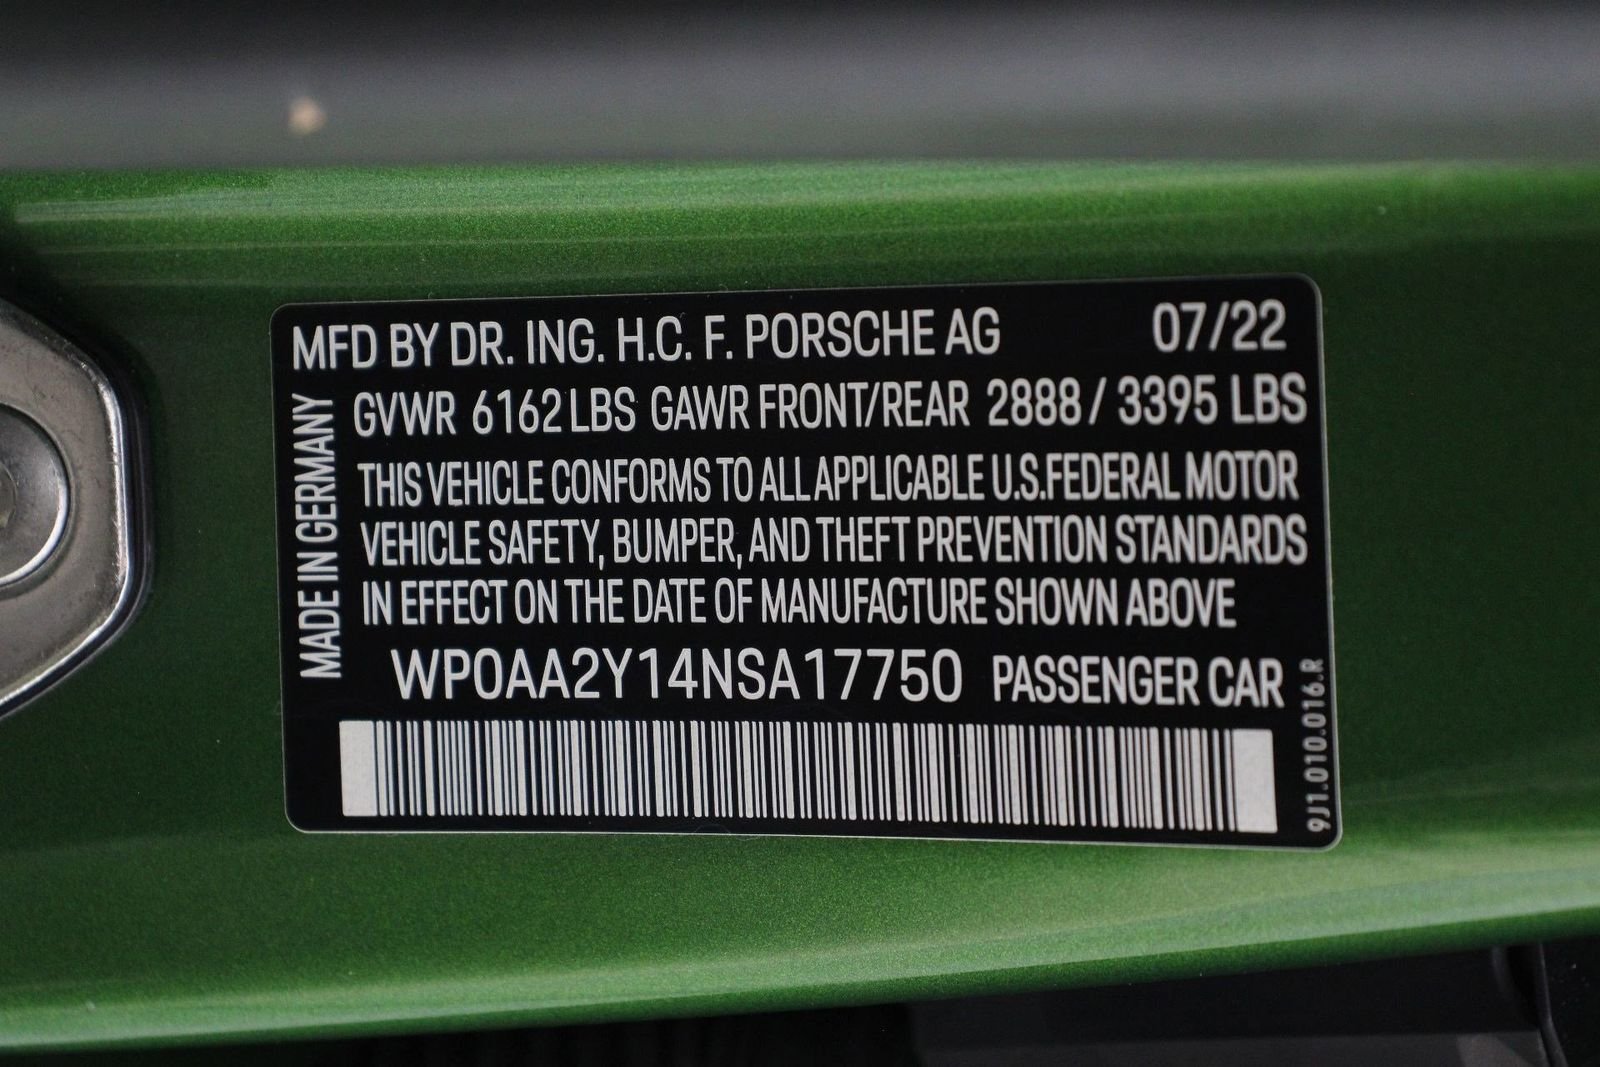 MFD BY DR. ING. H.C. F. PORSCHE AG 07/22
GVWR 6162 LBS GAWR FRONT/REAR 2888 / 3395 LBS
THIS VEHICLE CONFORMS TO ALL APPLICABLE U.S.FEDERAL MOTOR
VEHICLE SAFETY, BUMPER, AND THEFT PREVENTION STANDARDS
IN EFFECT ON THE DATE OF MANUFACTURE SHOWN ABOVE
WP0AA2Y14NSA17750 PASSENGER CAR
MADE IN GERMANY
9J1.010.016.R